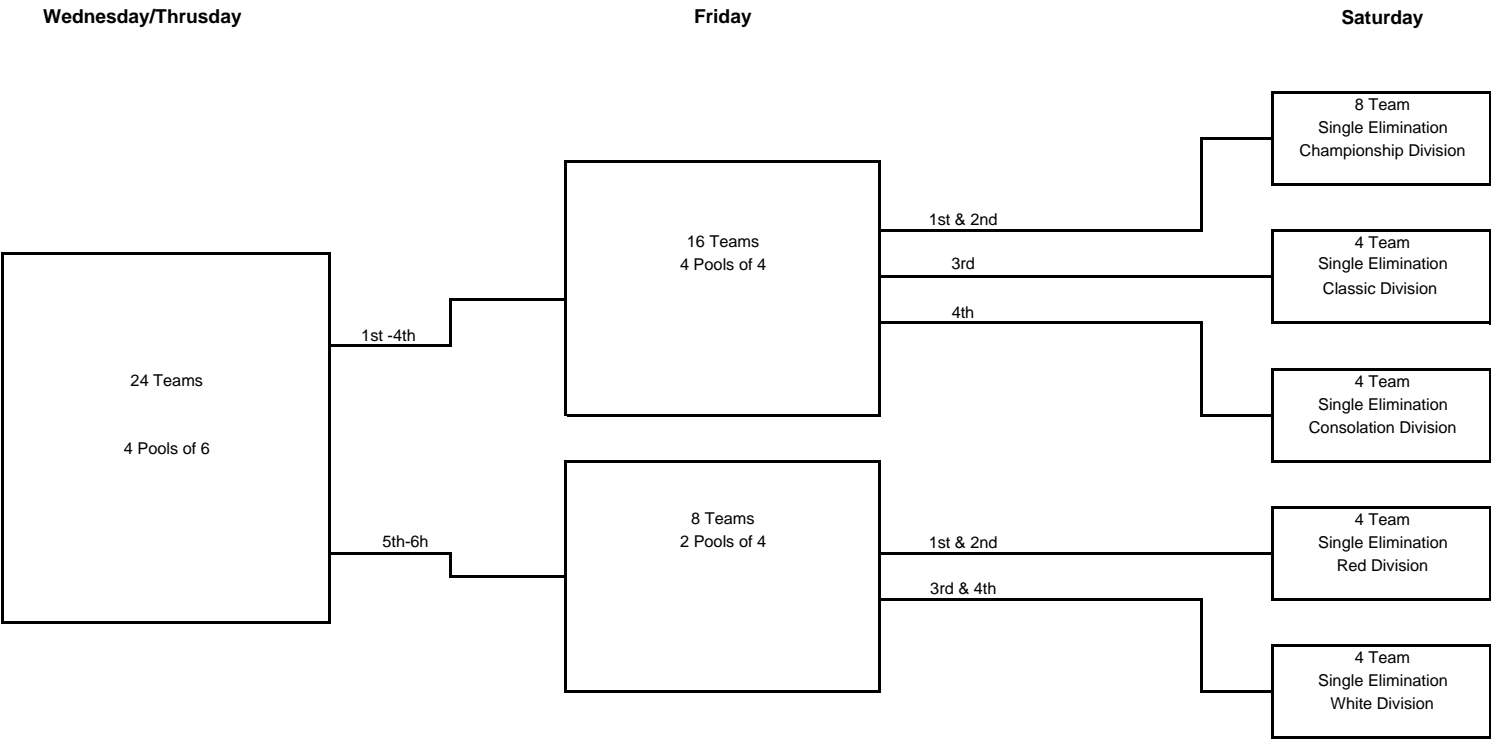 Wednesday/Thrusday
Friday
Saturday
24 Teams
4 Pools of 6
1st -4th
5th-6h
16 Teams
4 Pools of 4
1st & 2nd
3rd
4th
8 Teams
2 Pools of 4
1st & 2nd
3rd & 4th
8 Team
Single Elimination
Championship Division
4 Team
Single Elimination
Classic Division
4 Team
Single Elimination
Consolation Division
4 Team
Single Elimination
Red Division
4 Team
Single Elimination
White Division